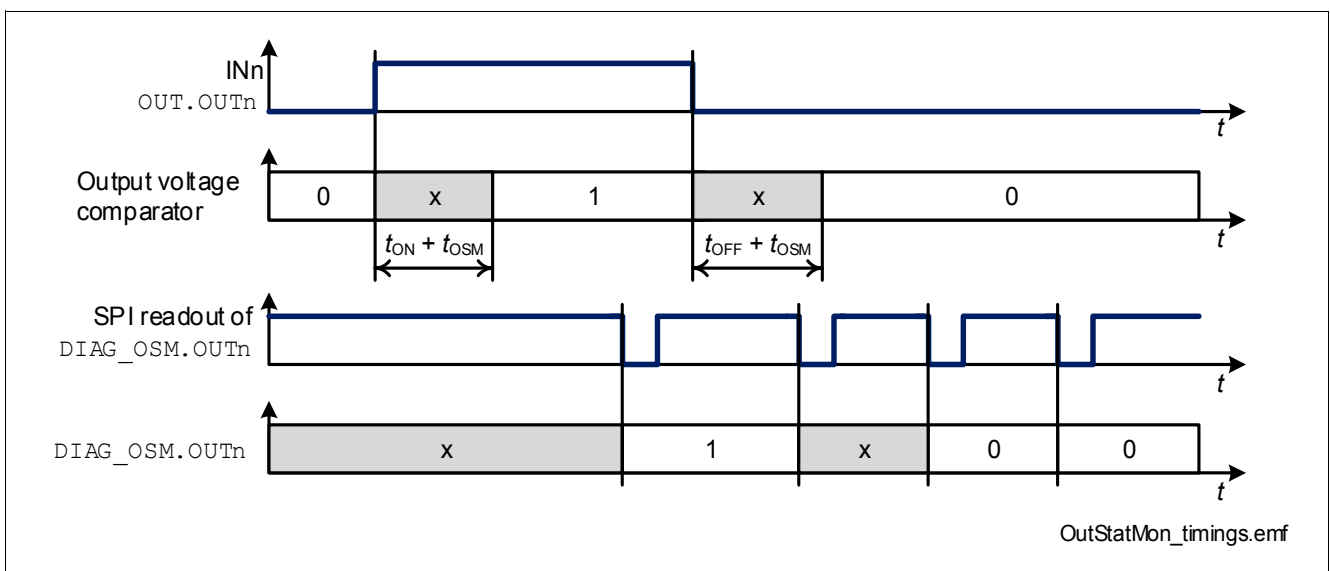 INn
OUT.OUTn
t
Output voltage
comparator
0 x 1 x 0
t
tON + tOSM tOFF + tOSM
SPI readout of
DIAG_OSM.OUTn
t
DIAG_OSM.OUTn
x 1 x 0 0
t
OutStatMon_timings.emf